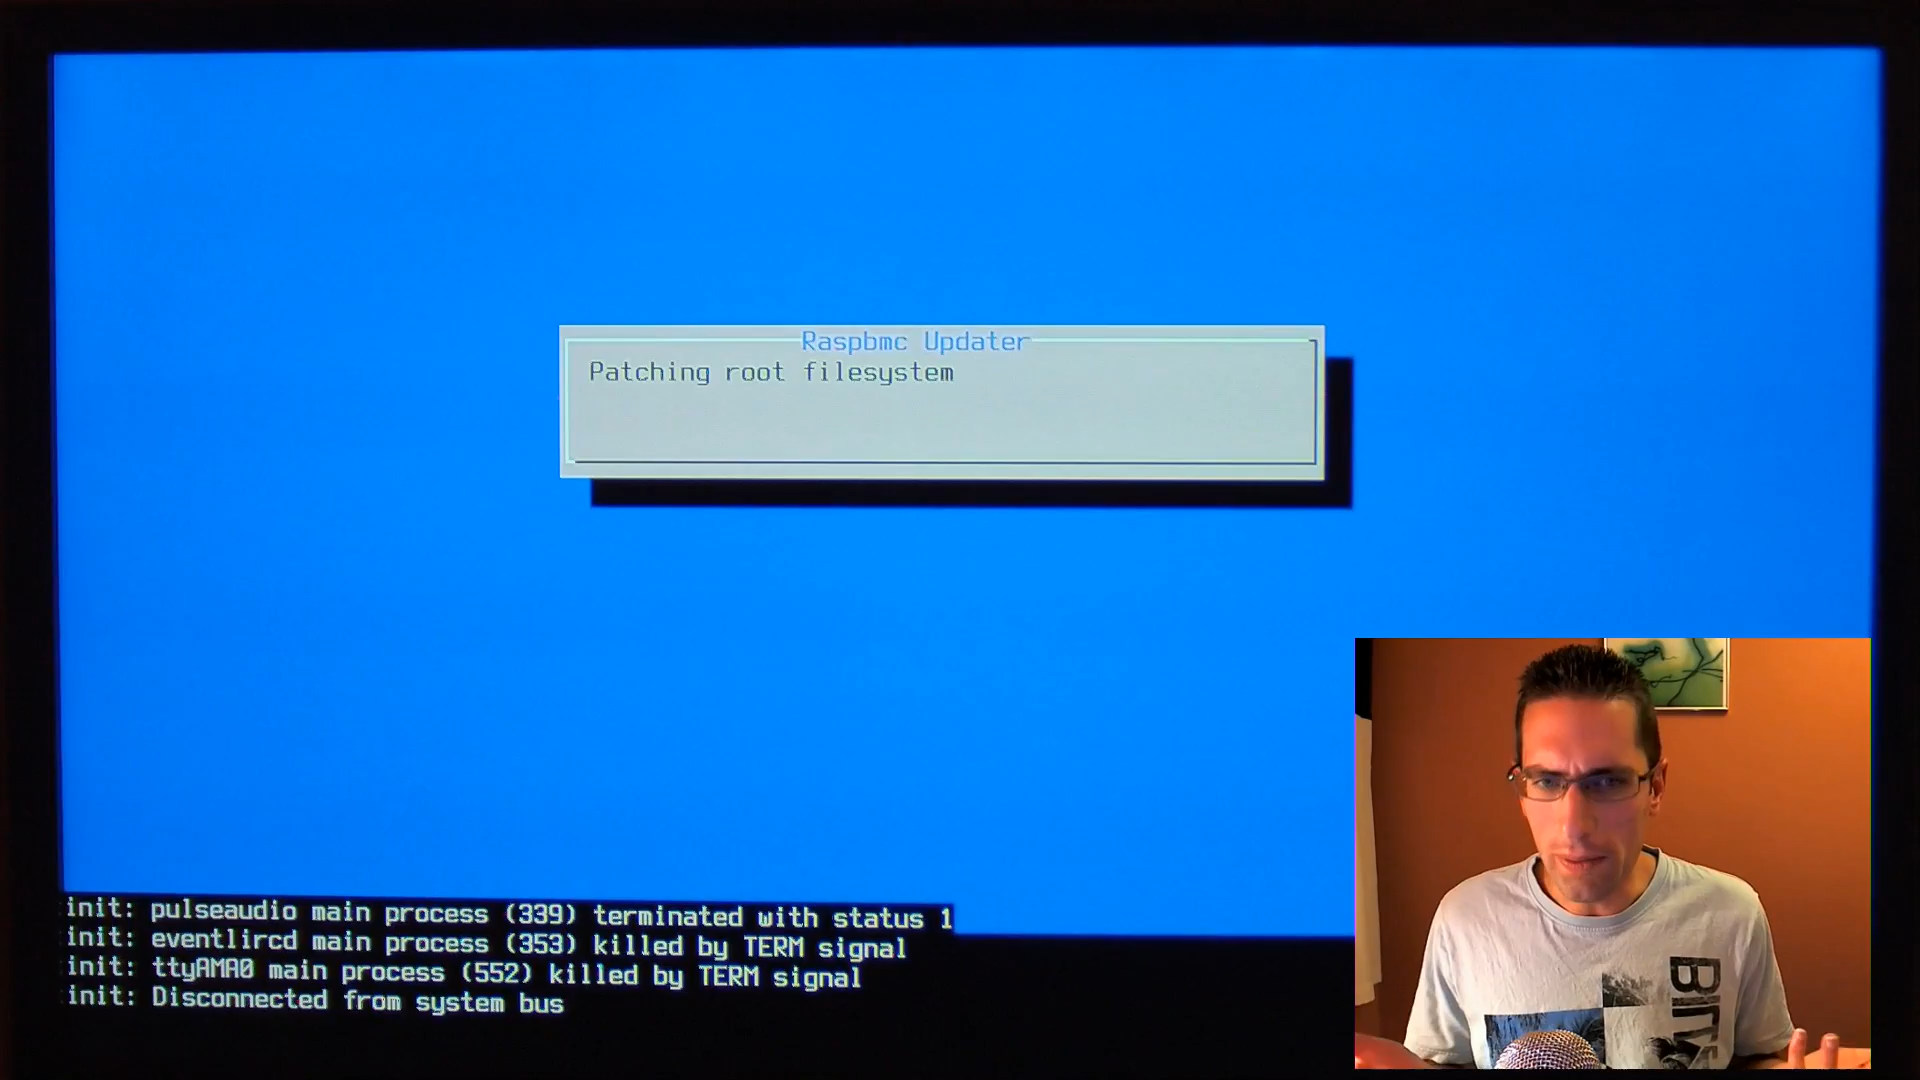 Raspbmc Updater
Patching root filesystem
init: pulseaudio main process (339) terminated with status 1
init: eventlircd main process (353) killed by TERM signal
init: ttyAMA0 main process (552) killed by TERM signal
init: Disconnected from system bus